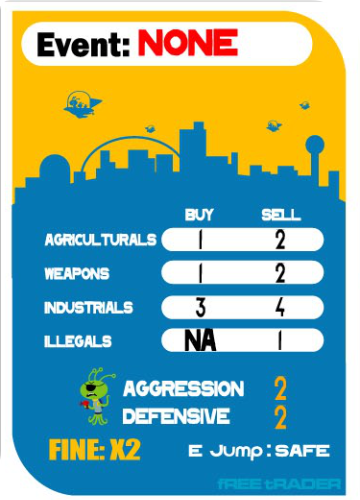 Event: NONE
BUY SELL
AGRICULTURALS 1 2
WEAPONS 1 2
INDUSTRIALS 3 4
ILLEGALS NA 1
AGGRESSION 2
DEFENSIVE 2
FINE: X2 E Jump: SAFE
fREE tRADER